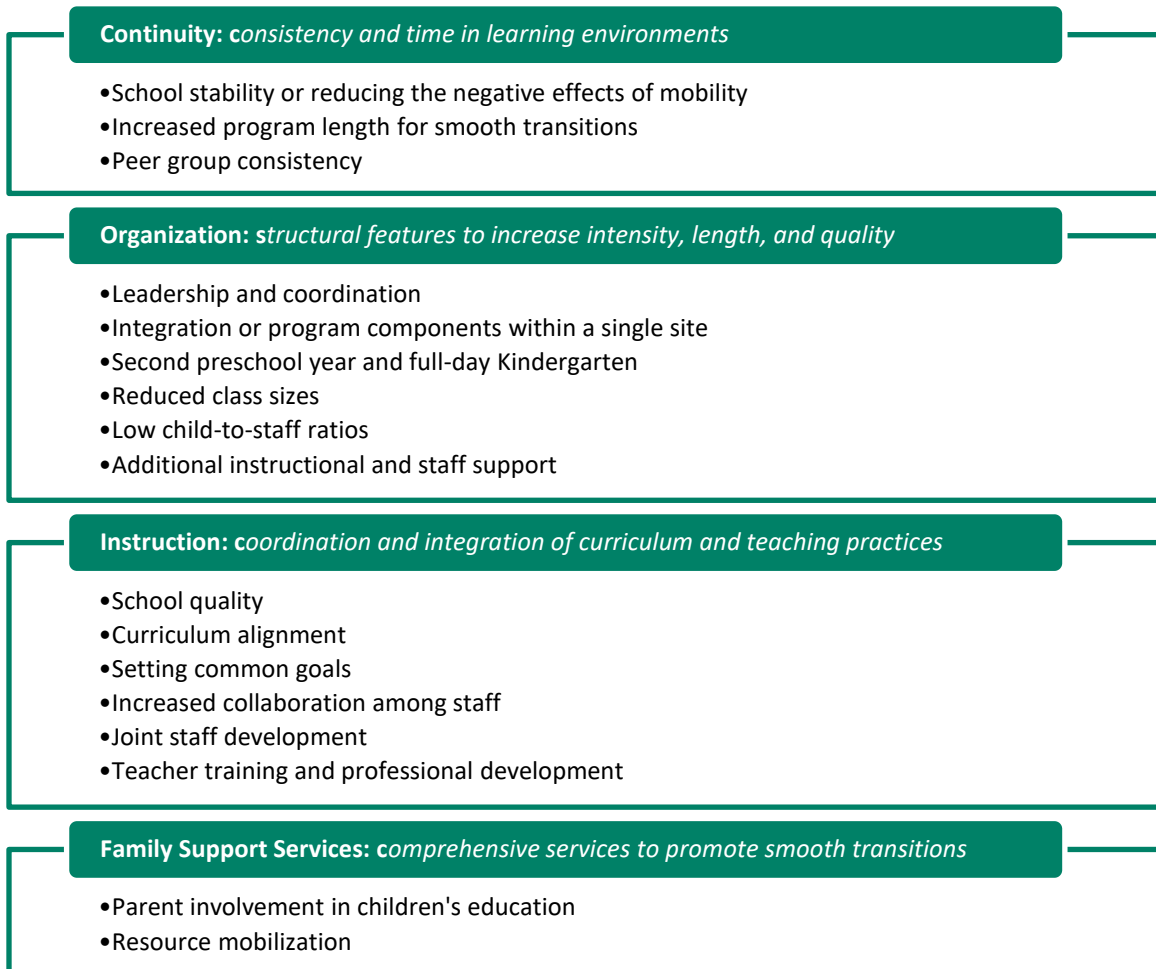 Continuity: consistency and time in learning environments
•School stability or reducing the negative effects of mobility
•Increased program length for smooth transitions
•Peer group consistency
Organization: structural features to increase intensity, length, and quality
•Leadership and coordination
•Integration or program components within a single site
•Second preschool year and full-day Kindergarten
•Reduced class sizes
•Low child-to-staff ratios
•Additional instructional and staff support
Instruction: coordination and integration of curriculum and teaching practices
•School quality
•Curriculum alignment
•Setting common goals
•Increased collaboration among staff
•Joint staff development
•Teacher training and professional development
Family Support Services: comprehensive services to promote smooth transitions
•Parent involvement in children's education
•Resource mobilization